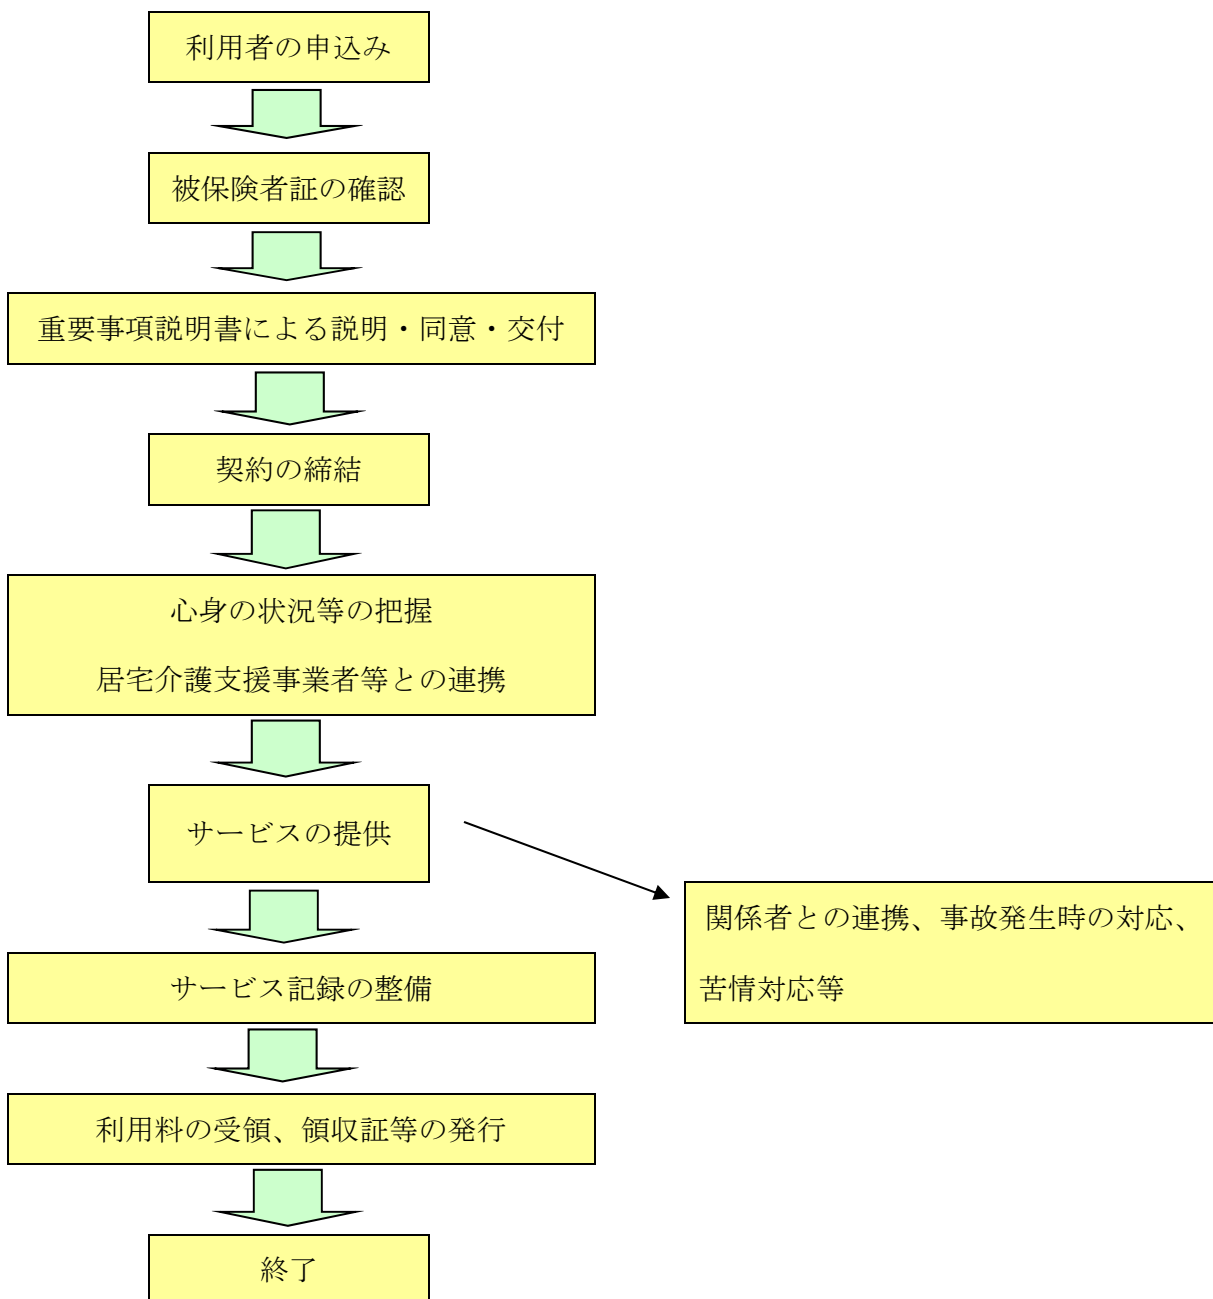 利用者の申込み
被保険者証の確認
重要事項説明書による説明・同意・交付
契約の締結
心身の状況等の把握
居宅介護支援事業者等との連携
サービスの提供
関係者との連携、事故発生時の対応、
苦情対応等
サービス記録の整備
利用料の受領、領収証等の発行
終了